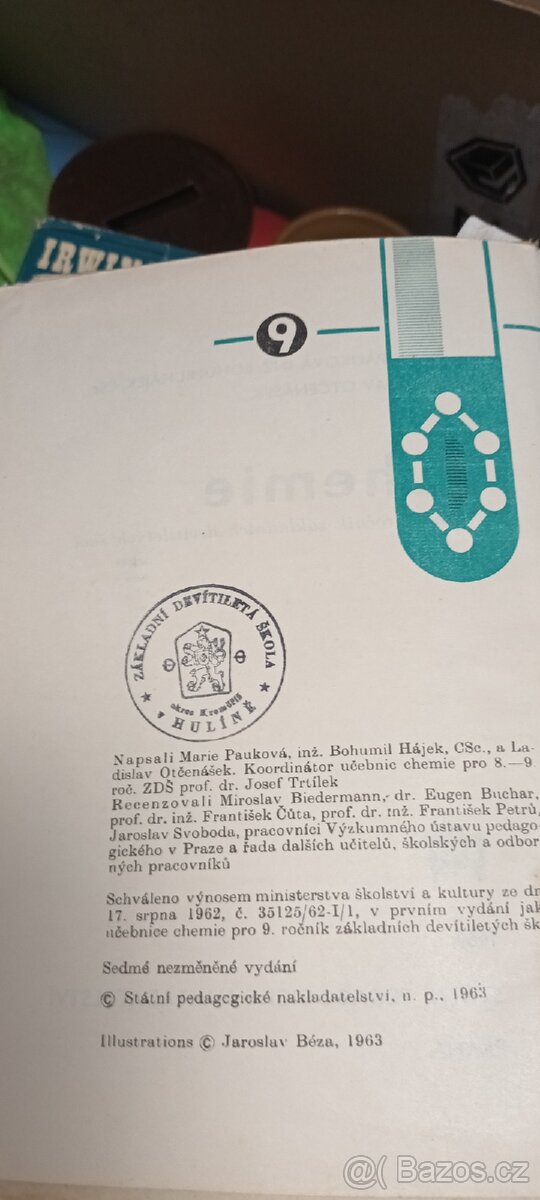 IRWIN
9
hemie
ZÁKLADNÍ DEVÍTILETÁ ŠKOLA
okres Kroměříž
v HULÍNĚ
Napsali Marie Pauková, inž. Bohumil Hájek, CSc., a La-
dislav Otčenášek. Koordinátor učebnic chemie pro 8.—9.
roč. ZDŠ prof. dr. Josef Trtílek
Recenzovali Miroslav Biedermann, dr. Eugen Buchar,
prof. dr. inž. František Čůta, prof. dr. inž. František Petrů,
Jaroslav Svoboda, pracovníci Výzkumného ústavu pedago-
gického v Praze a řada dalších učitelů, školských a odbor
ných pracovníků
Schváleno výnosem ministerstva školství a kultury ze dn
17. srpna 1962, č. 35125/62-I/1, v prvním vydání jak
učebnice chemie pro 9. ročník základních devítiletých šk
Sedmé nezměněné vydání
© Státní pedagogické nakladatelství, n. p., 1963
Illustrations © Jaroslav Béza, 1963
@ Bazos.cz